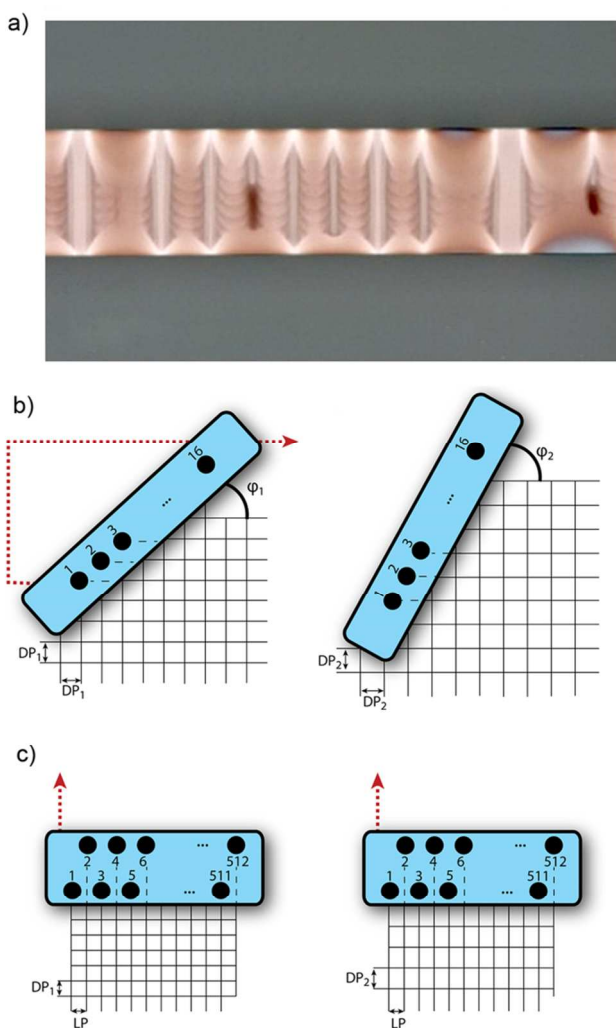 a)
b)
16
φ₁
...
3
2
1
DP₁
DP₁
16
φ₂
...
3
2
1
DP₂
DP₂
c)
2 4 6 ... 512
1 3 5 ... 511
DP₁
LP
2 4 6 ... 512
1 3 5 ... 511
DP₂
LP